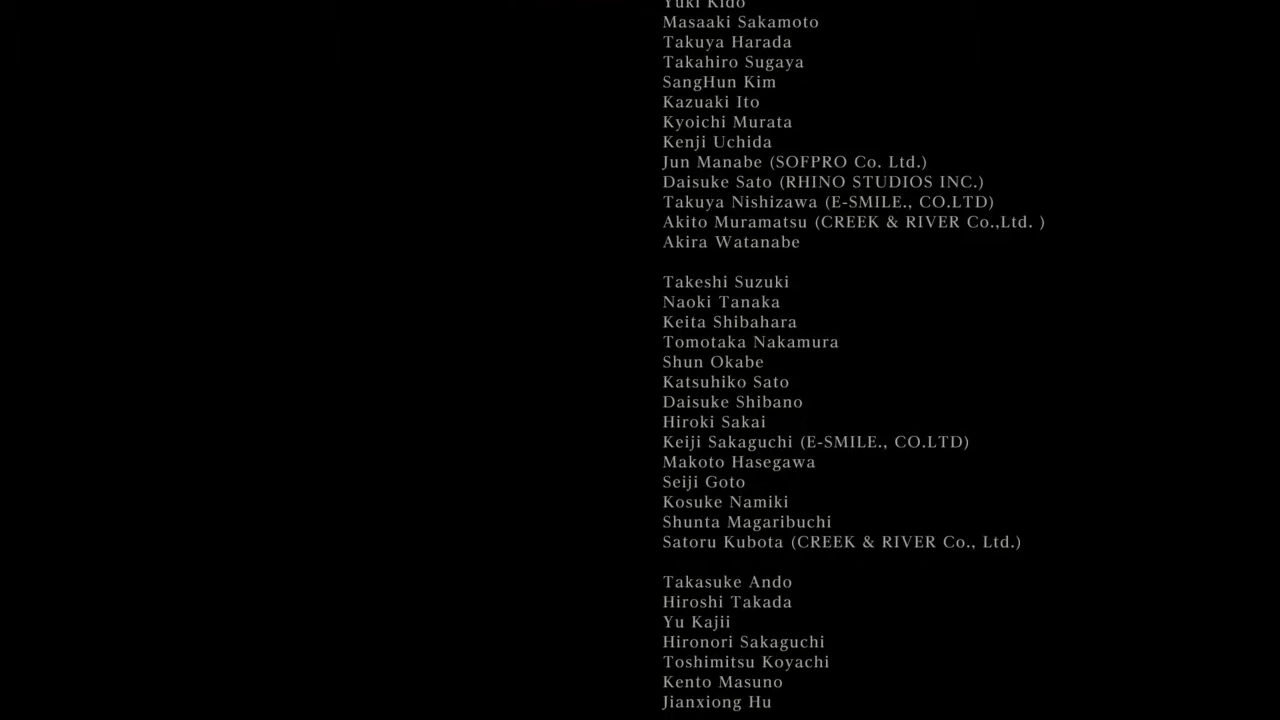 Yuki Kido
Masaaki Sakamoto
Takuya Harada
Takahiro Sugaya
SangHun Kim
Kazuaki Ito
Kyoichi Murata
Kenji Uchida
Jun Manabe (SOFPRO Co. Ltd.)
Daisuke Sato (RHINO STUDIOS INC.)
Takuya Nishizawa (E-SMILE., CO.LTD)
Akito Muramatsu (CREEK & RIVER Co.,Ltd. )
Akira Watanabe
Takeshi Suzuki
Naoki Tanaka
Keita Shibahara
Tomotaka Nakamura
Shun Okabe
Katsuhiko Sato
Daisuke Shibano
Hiroki Sakai
Keiji Sakaguchi (E-SMILE., CO.LTD)
Makoto Hasegawa
Seiji Goto
Kosuke Namiki
Shunta Magaribuchi
Satoru Kubota (CREEK & RIVER Co., Ltd.)
Takasuke Ando
Hiroshi Takada
Yu Kajii
Hironori Sakaguchi
Toshimitsu Koyachi
Kento Masuno
Jianxiong Hu